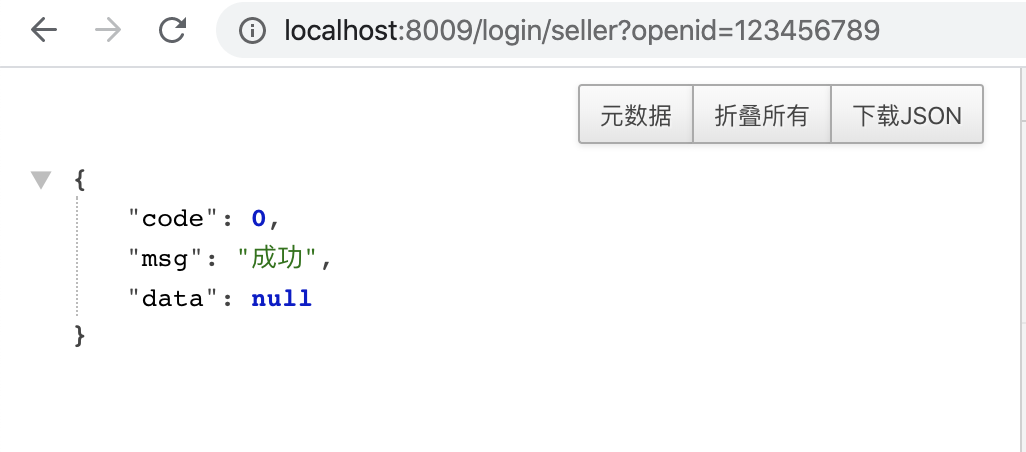 localhost:8009/login/seller?openid=123456789
元数据 折叠所有 下载JSON
{
"code": 0,
"msg": "成功",
"data": null
}